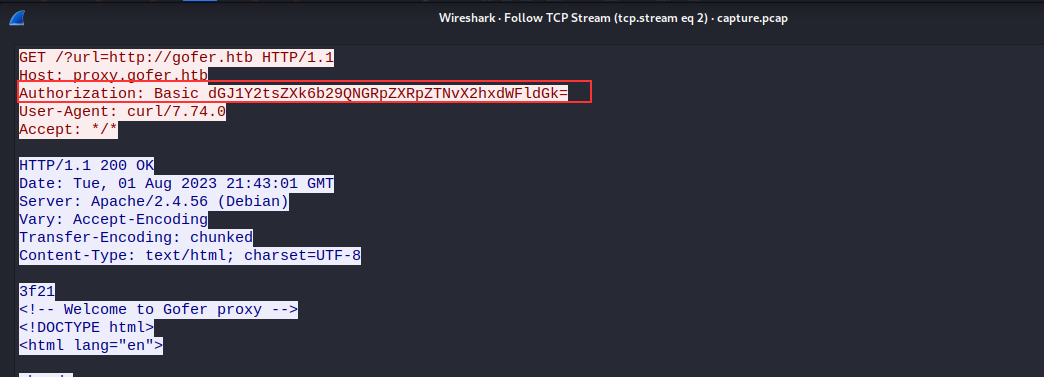 Wireshark · Follow TCP Stream (tcp.stream eq 2) · capture.pcap
GET /?url=http://gofer.htb HTTP/1.1
Host: proxy.gofer.htb
Authorization: Basic dGJ1Y2tsZXk6b29QNGRpZXRpZTNvX2hxdWFldGk=
User-Agent: curl/7.74.0
Accept: */*
HTTP/1.1 200 OK
Date: Tue, 01 Aug 2023 21:43:01 GMT
Server: Apache/2.4.56 (Debian)
Vary: Accept-Encoding
Transfer-Encoding: chunked
Content-Type: text/html; charset=UTF-8
3f21
<!-- Welcome to Gofer proxy -->
<!DOCTYPE html>
<html lang="en">